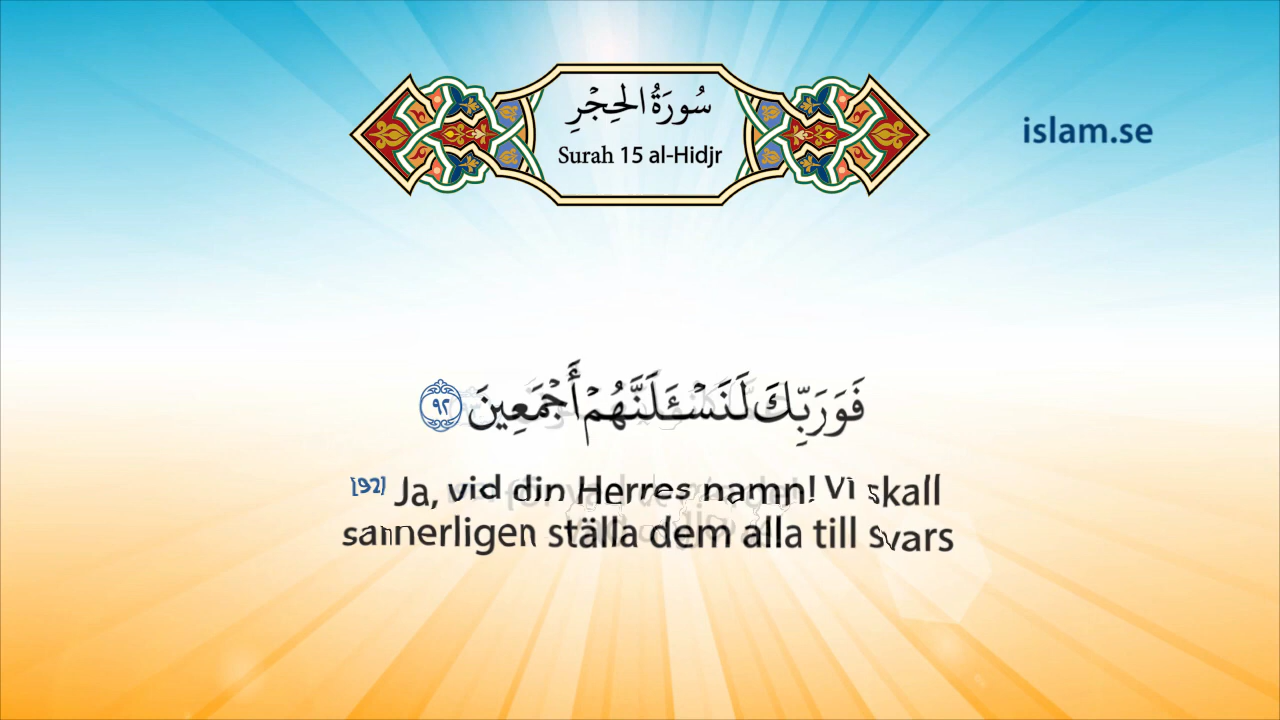 سُورَةُ الحِجْرِ
Surah 15 al-Hidjr
islam.se
فَوَرَبِّكَ لَنَسْـَٔلَنَّهُمْ أَجْمَعِينَ ٩٢
[92] Ja, vid din Herres namn! Vi skall
sannerligen ställa dem alla till svars